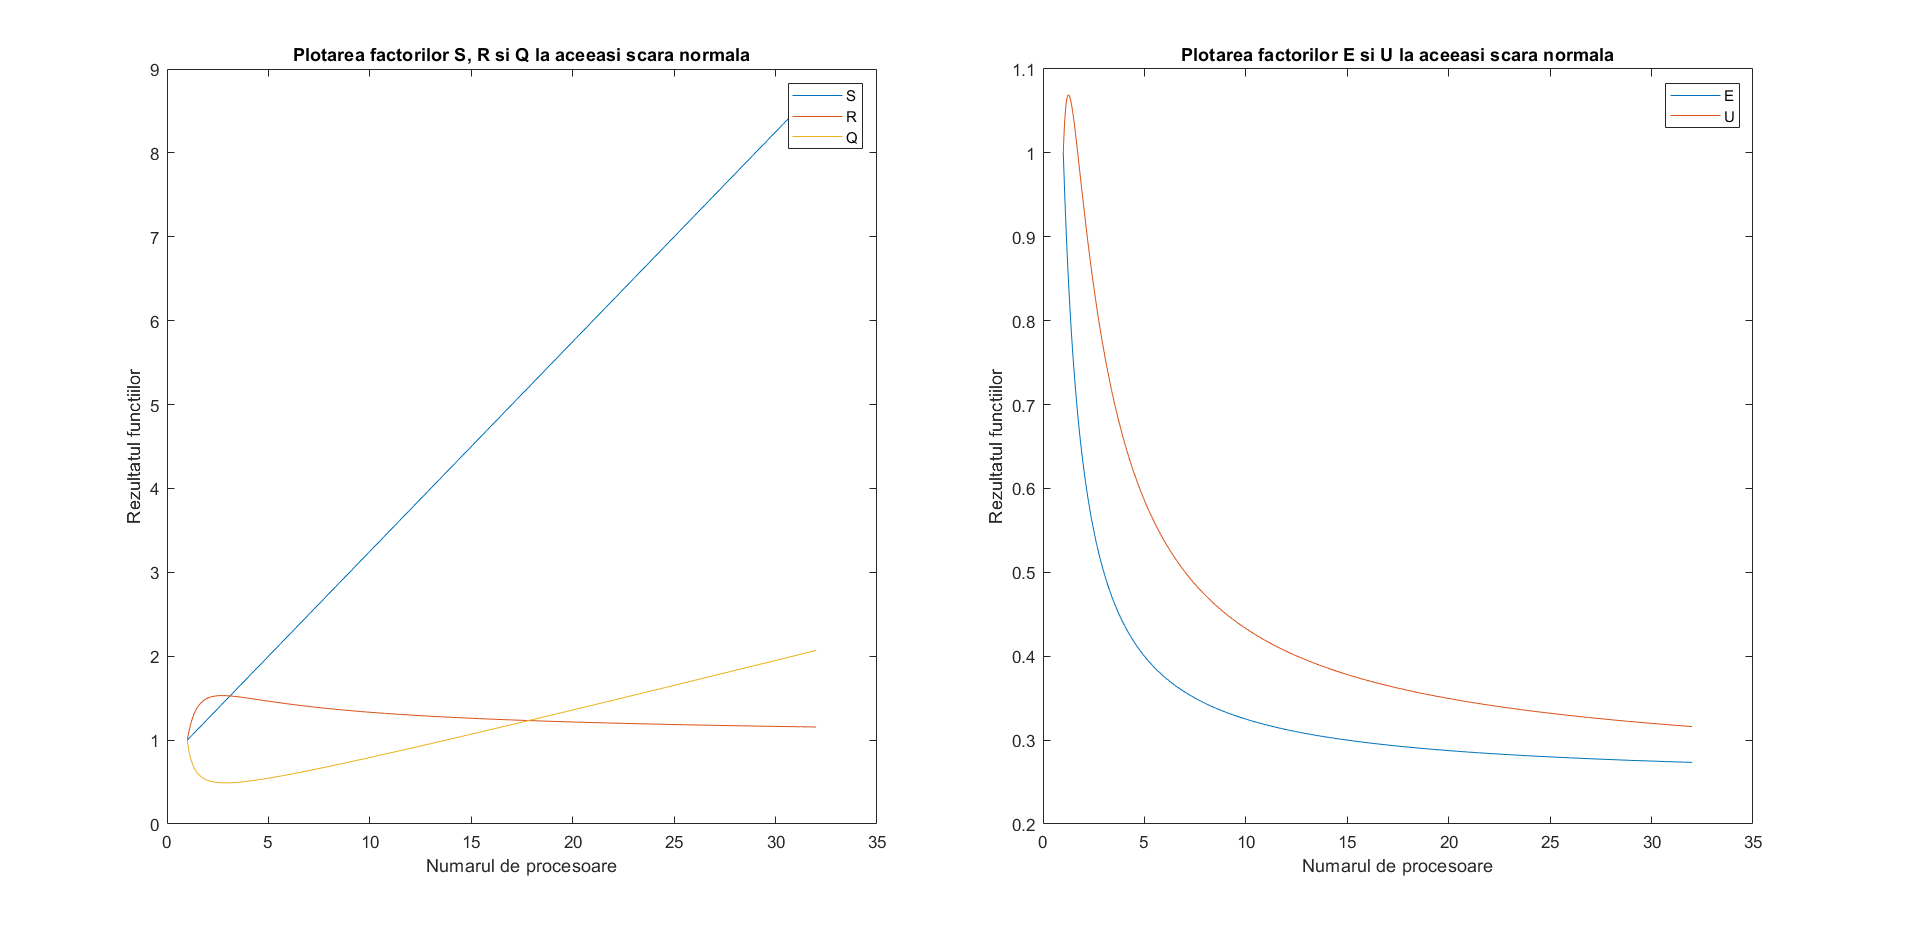 Plotarea factorilor S, R si Q la aceeasi scara normala
9
8
7
6
5
4
3
2
1
0
0 5 10 15 20 25 30 35
Rezultatul functiilor
Numarul de procesoare
S
R
Q
Plotarea factorilor E si U la aceeasi scara normala
1.1
1
0.9
0.8
0.7
0.6
0.5
0.4
0.3
0.2
0 5 10 15 20 25 30 35
Rezultatul functiilor
Numarul de procesoare
E
U